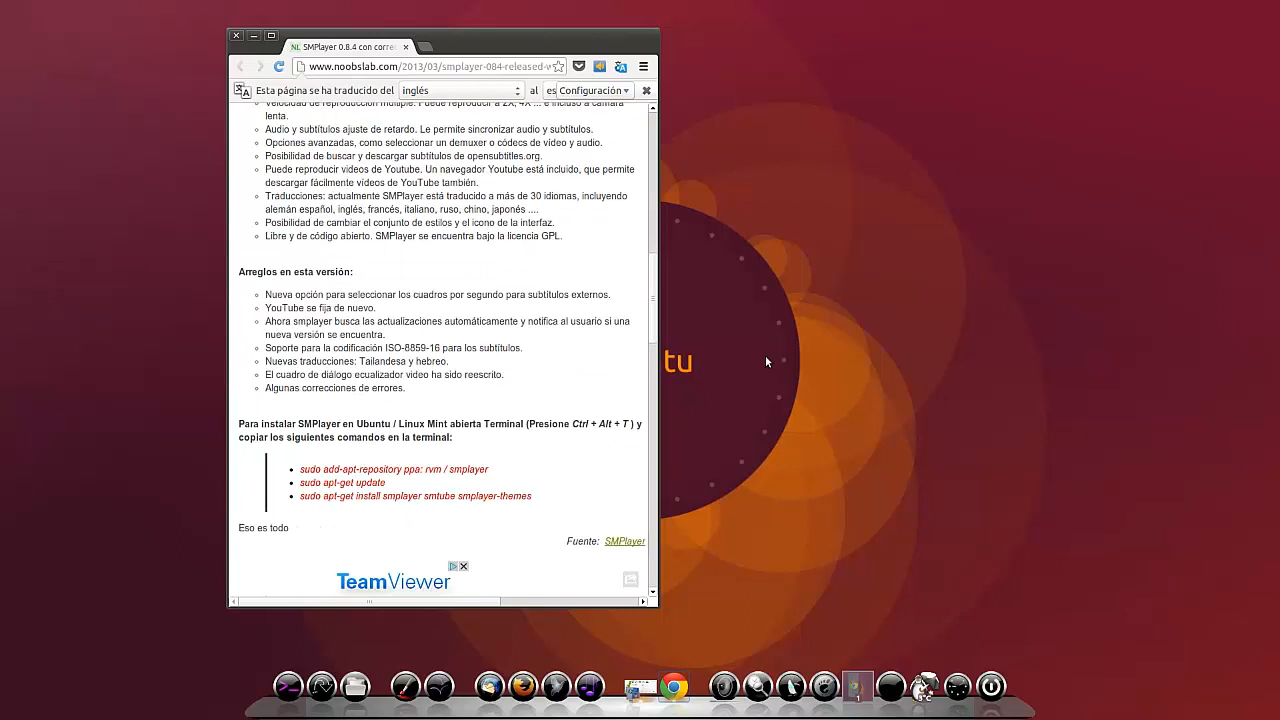 SMPlayer 0.8.4 con corre
www.noobslab.com/2013/03/smplayer-084-released-w
Esta página se ha traducido del inglés al es Configuración
Velocidad de reproducción múltiple. Puede reproducir a 2X, 4X ... e incluso a cámara
lenta.
Audio y subtítulos ajuste de retardo. Le permite sincronizar audio y subtítulos.
Opciones avanzadas, como seleccionar un demuxer o códecs de vídeo y audio.
Posibilidad de buscar y descargar subtítulos de opensubtitles.org.
Puede reproducir videos de Youtube. Un navegador Youtube está incluido, que permite
descargar fácilmente vídeos de YouTube también.
Traducciones: actualmente SMPlayer está traducido a más de 30 idiomas, incluyendo
alemán español, inglés, francés, italiano, ruso, chino, japonés ....
Posibilidad de cambiar el conjunto de estilos y el icono de la interfaz.
Libre y de código abierto. SMPlayer se encuentra bajo la licencia GPL.
Arreglos en esta versión:
Nueva opción para seleccionar los cuadros por segundo para subtítulos externos.
YouTube se fija de nuevo.
Ahora smplayer busca las actualizaciones automáticamente y notifica al usuario si una
nueva versión se encuentra.
Soporte para la codificación ISO-8859-16 para los subtítulos.
Nuevas traducciones: Tailandesa y hebreo.
El cuadro de diálogo ecualizador video ha sido reescrito.
Algunas correcciones de errores.
tu
Para instalar SMPlayer en Ubuntu / Linux Mint abierta Terminal (Presione Ctrl + Alt + T ) y
copiar los siguientes comandos en la terminal:
sudo add-apt-repository ppa: rvm / smplayer
sudo apt-get update
sudo apt-get install smplayer smtube smplayer-themes
Eso es todo
Fuente: SMPlayer
TeamViewer